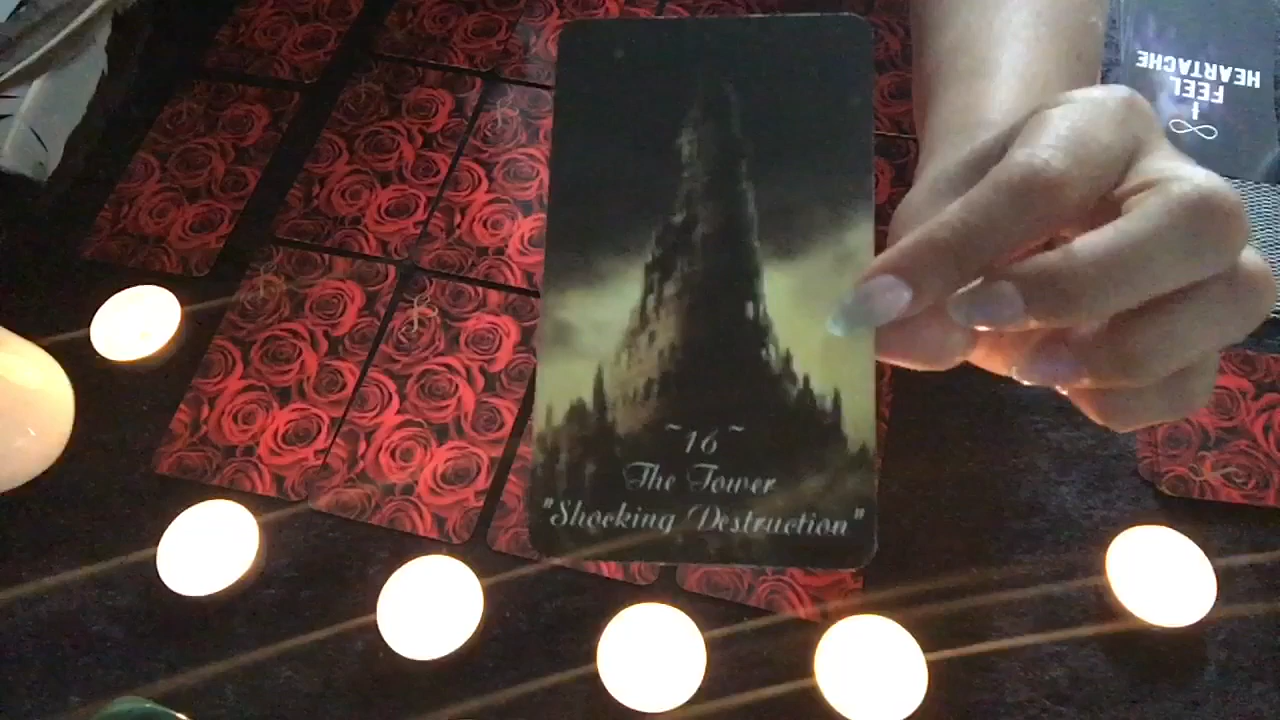 ~16~
The Tower
"Shocking Destruction"
FEEL
HEARTACHE